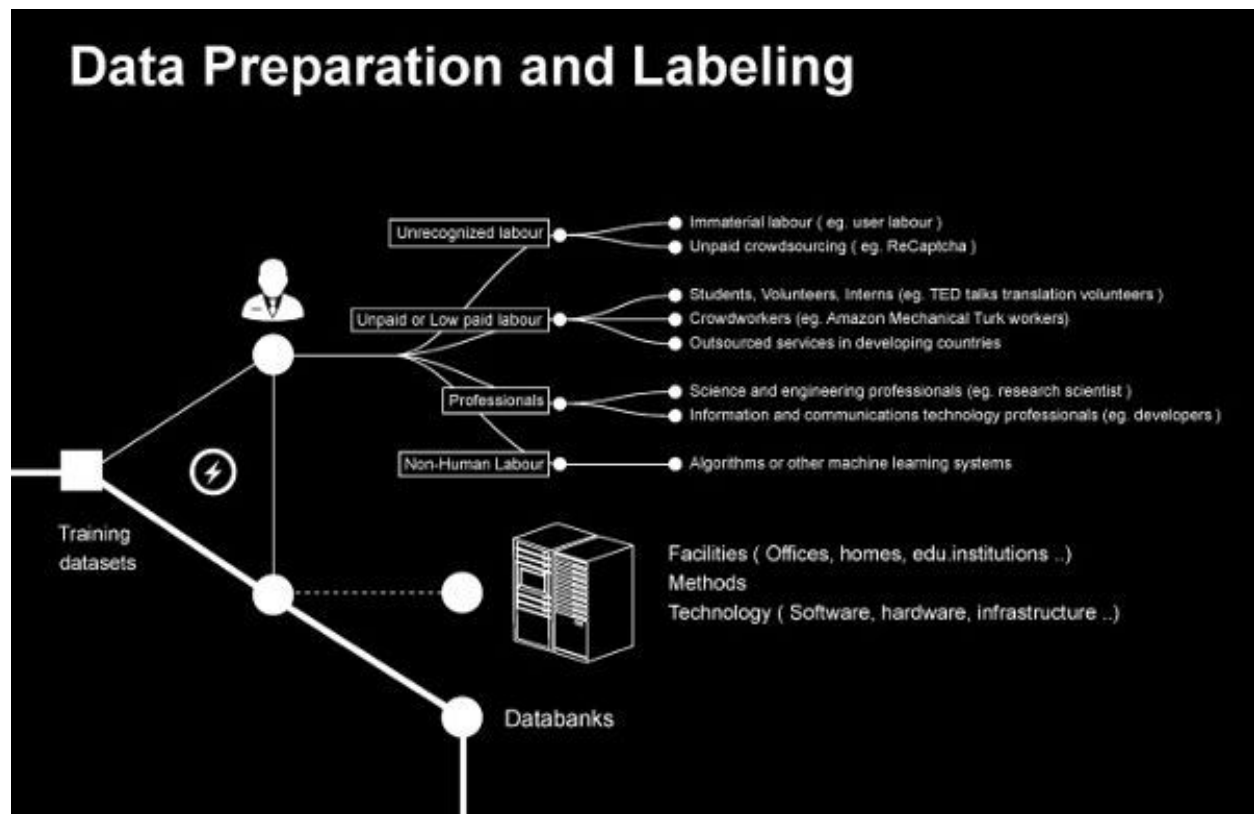 Data Preparation and Labeling
Unrecognized labour
Immaterial labour ( eg. user labour )
Unpaid crowdsourcing ( eg. ReCaptcha )
Unpaid or Low paid labour
Students, Volunteers, Interns (eg. TED talks translation volunteers )
Crowdworkers (eg. Amazon Mechanical Turk workers)
Outsourced services in developing countries
Professionals
Science and engineering professionals (eg. research scientist )
Information and communications technology professionals (eg. developers )
Non-Human Labour
Algorithms or other machine learning systems
Training
datasets
Facilities ( Offices, homes, edu.institutions ..)
Methods
Technology ( Software, hardware, infrastructure ..)
Databanks